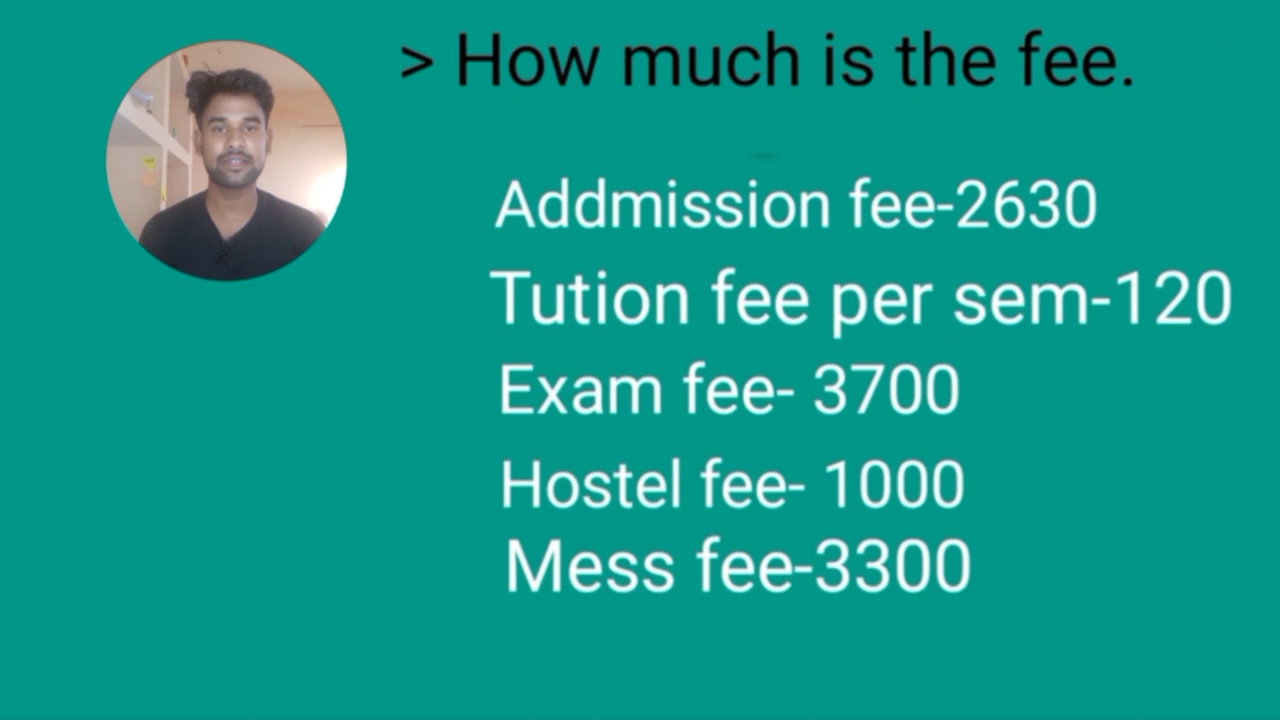 > How much is the fee.
Addmission fee-2630
Tution fee per sem-120
Exam fee- 3700
Hostel fee- 1000
Mess fee-3300